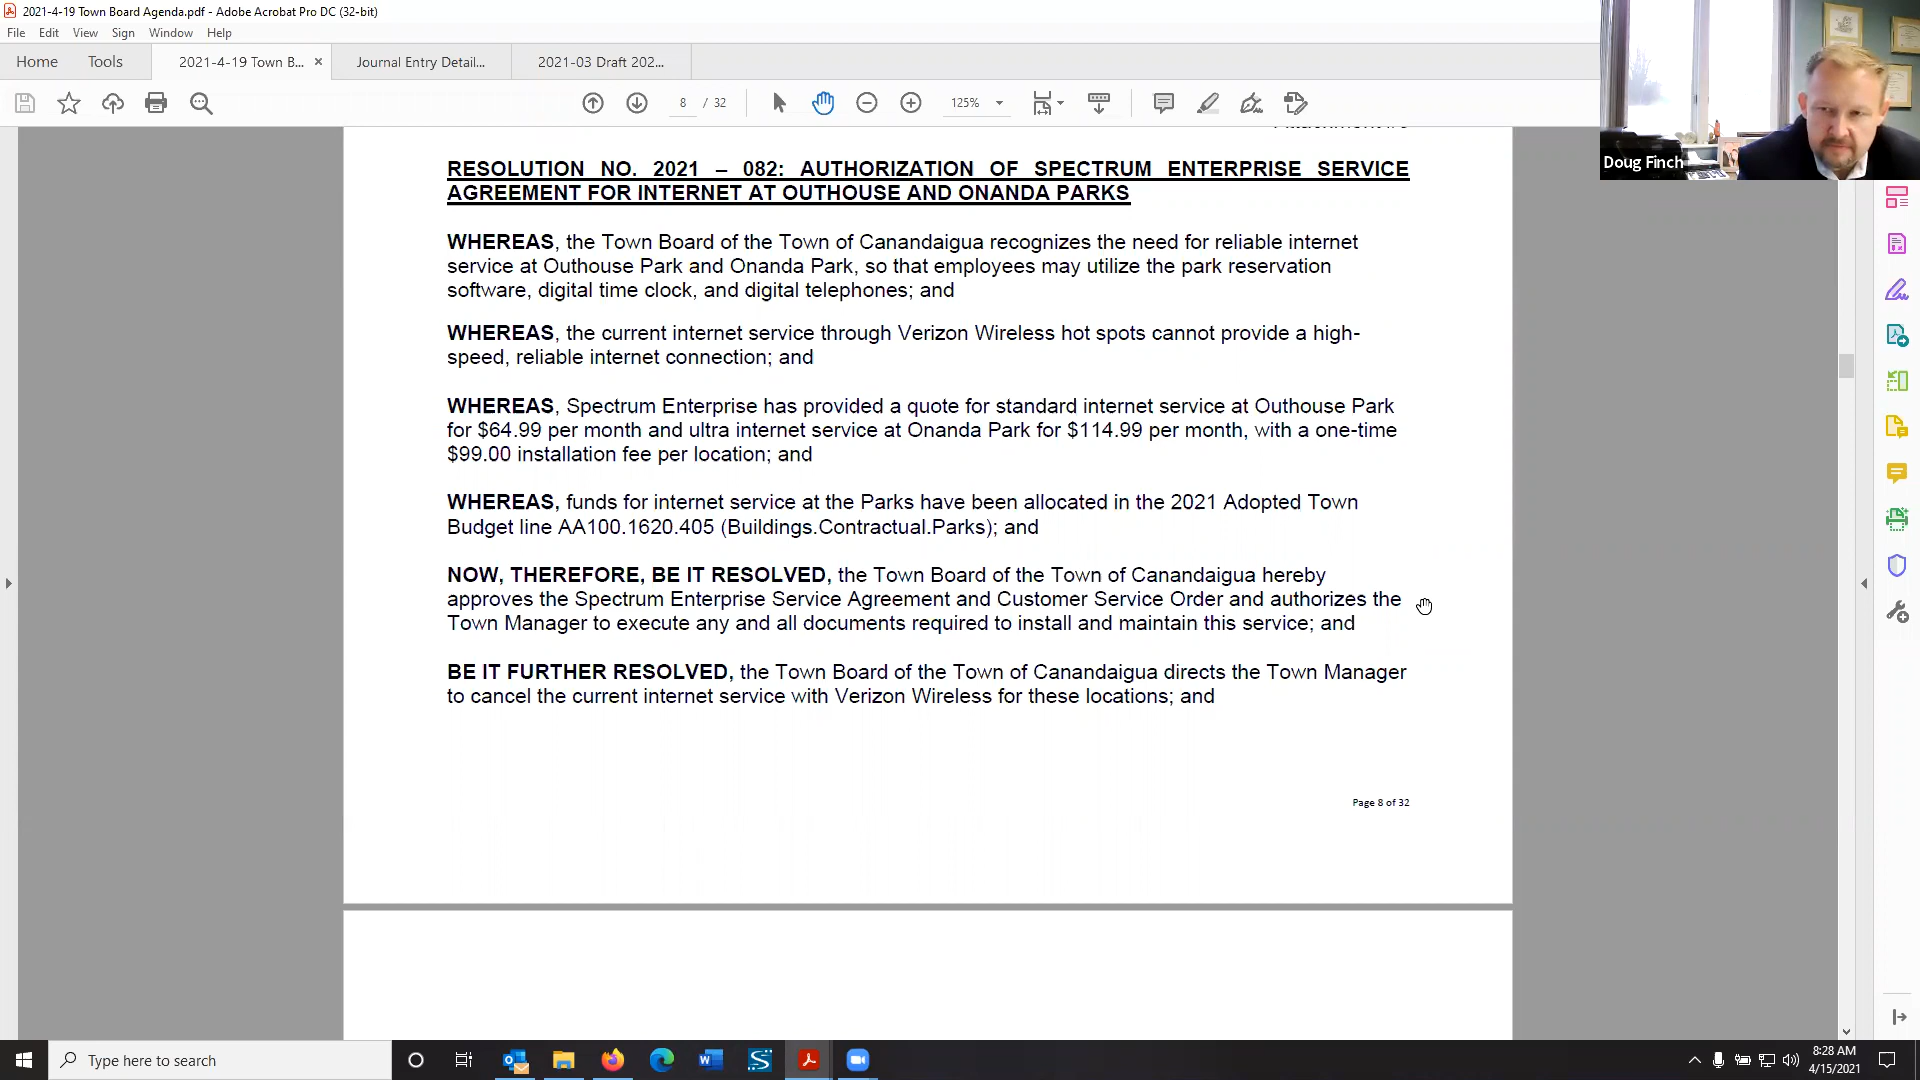 2021-4-19 Town Board Agenda.pdf - Adobe Acrobat Pro DC (32-bit)
File Edit View Sign Window Help
Home Tools 2021-4-19 Town B... × Journal Entry Detail... 2021-03 Draft 202...
8 / 32 125%
Doug Finch
RESOLUTION NO. 2021 – 082: AUTHORIZATION OF SPECTRUM ENTERPRISE SERVICE
AGREEMENT FOR INTERNET AT OUTHOUSE AND ONANDA PARKS
WHEREAS, the Town Board of the Town of Canandaigua recognizes the need for reliable internet
service at Outhouse Park and Onanda Park, so that employees may utilize the park reservation
software, digital time clock, and digital telephones; and
WHEREAS, the current internet service through Verizon Wireless hot spots cannot provide a high-
speed, reliable internet connection; and
WHEREAS, Spectrum Enterprise has provided a quote for standard internet service at Outhouse Park
for $64.99 per month and ultra internet service at Onanda Park for $114.99 per month, with a one-time
$99.00 installation fee per location; and
WHEREAS, funds for internet service at the Parks have been allocated in the 2021 Adopted Town
Budget line AA100.1620.405 (Buildings.Contractual.Parks); and
NOW, THEREFORE, BE IT RESOLVED, the Town Board of the Town of Canandaigua hereby
approves the Spectrum Enterprise Service Agreement and Customer Service Order and authorizes the
Town Manager to execute any and all documents required to install and maintain this service; and
BE IT FURTHER RESOLVED, the Town Board of the Town of Canandaigua directs the Town Manager
to cancel the current internet service with Verizon Wireless for these locations; and
Page 8 of 32
Type here to search
8:28 AM
4/15/2021